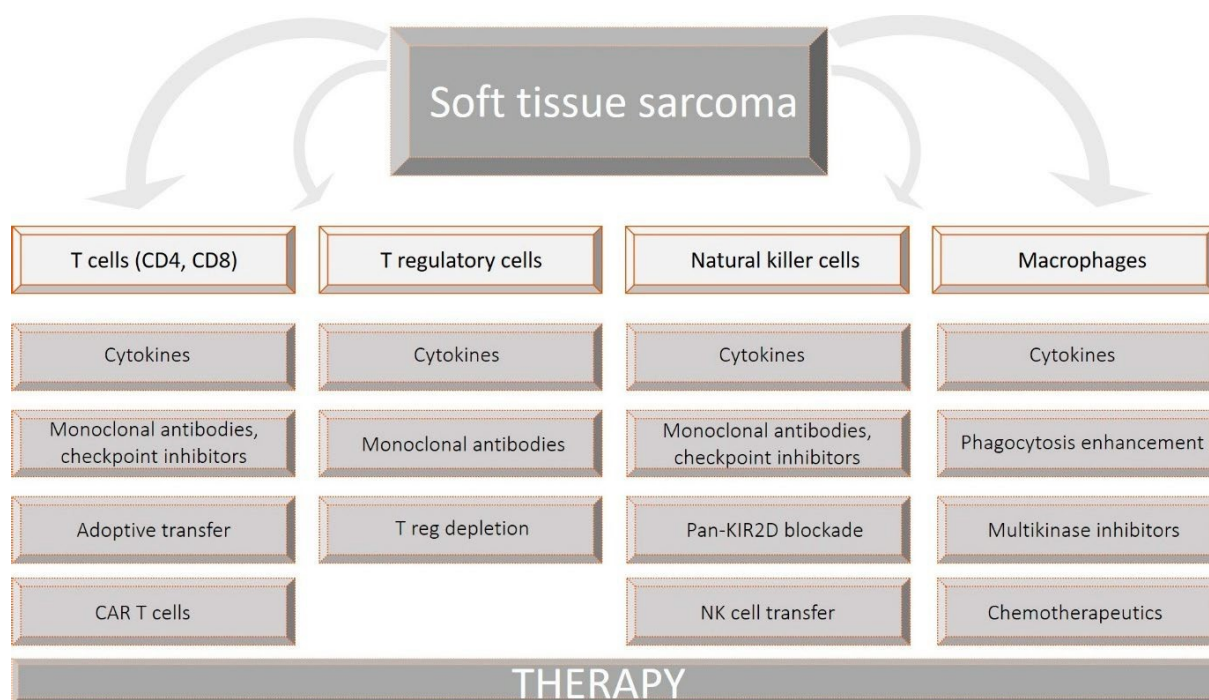 Soft tissue sarcoma
T cells (CD4, CD8)
T regulatory cells
Natural killer cells
Macrophages
Cytokines
Cytokines
Cytokines
Cytokines
Monoclonal antibodies,
checkpoint inhibitors
Monoclonal antibodies
Monoclonal antibodies,
checkpoint inhibitors
Phagocytosis enhancement
Adoptive transfer
T reg depletion
Pan-KIR2D blockade
Multikinase inhibitors
CAR T cells
NK cell transfer
Chemotherapeutics
THERAPY